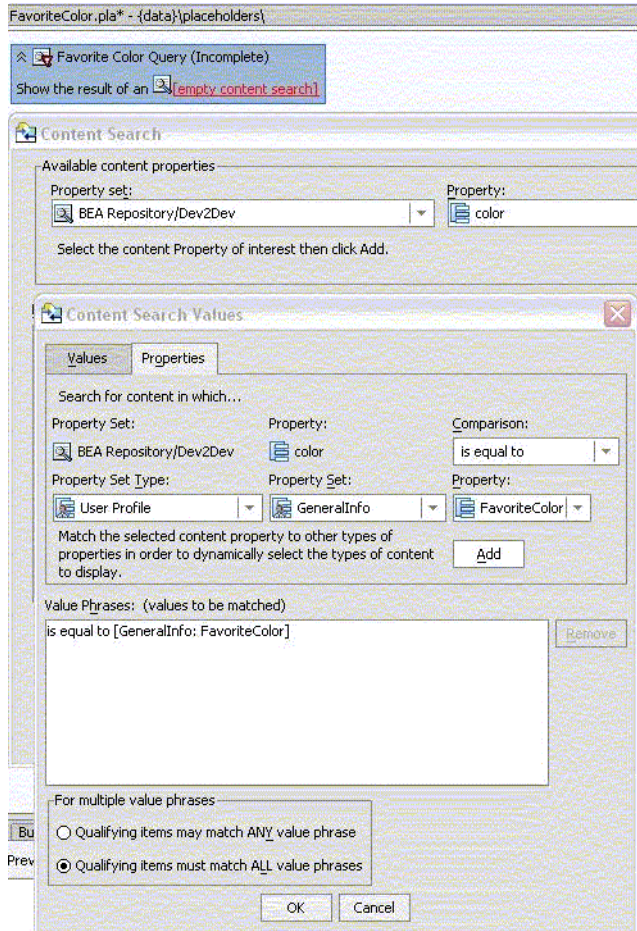 FavoriteColor.pla* - {data}\placeholders\
Favorite Color Query (Incomplete)
Show the result of an [empty content search]
Content Search
Available content properties
Property set: Property:
BEA Repository/Dev2Dev color
Select the content Property of interest then click Add.
Content Search Values
Values Properties
Search for content in which...
Property Set: Property: Comparison:
BEA Repository/Dev2Dev color is equal to
Property Set Type: Property Set: Property:
User Profile GeneralInfo FavoriteColor
Match the selected content property to other types of
properties in order to dynamically select the types of content
to display.
Add
Value Phrases: (values to be matched)
is equal to [GeneralInfo: FavoriteColor]
Remove
For multiple value phrases
Qualifying items may match ANY value phrase
Bu
Prev
Qualifying items must match ALL value phrases
OK Cancel